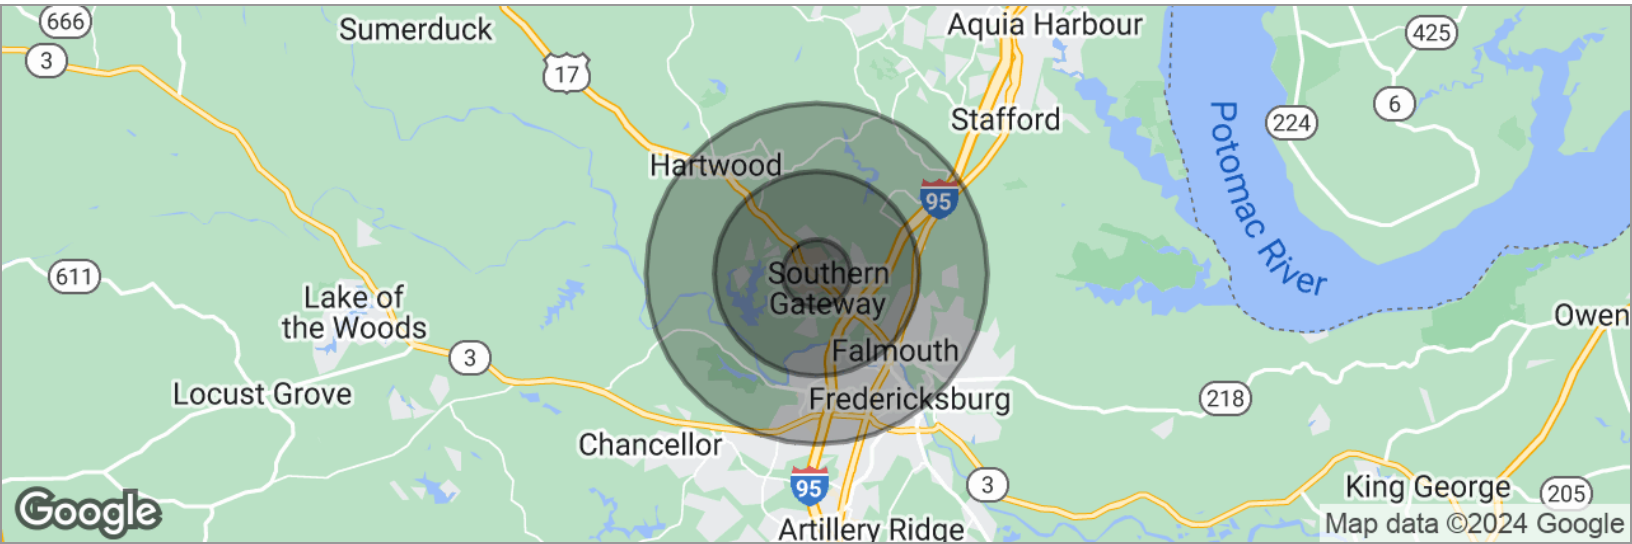 666
Sumerduck
Aquia Harbour
425
3
17
6
Stafford
224
Hartwood
Potomac River
95
611
Southern
Gateway
Lake of
the Woods
Owen
3
Falmouth
Locust Grove
Fredericksburg
218
Chancellor
95
3
King George
205
Google
Artillery Ridge
Map data ©2024 Google